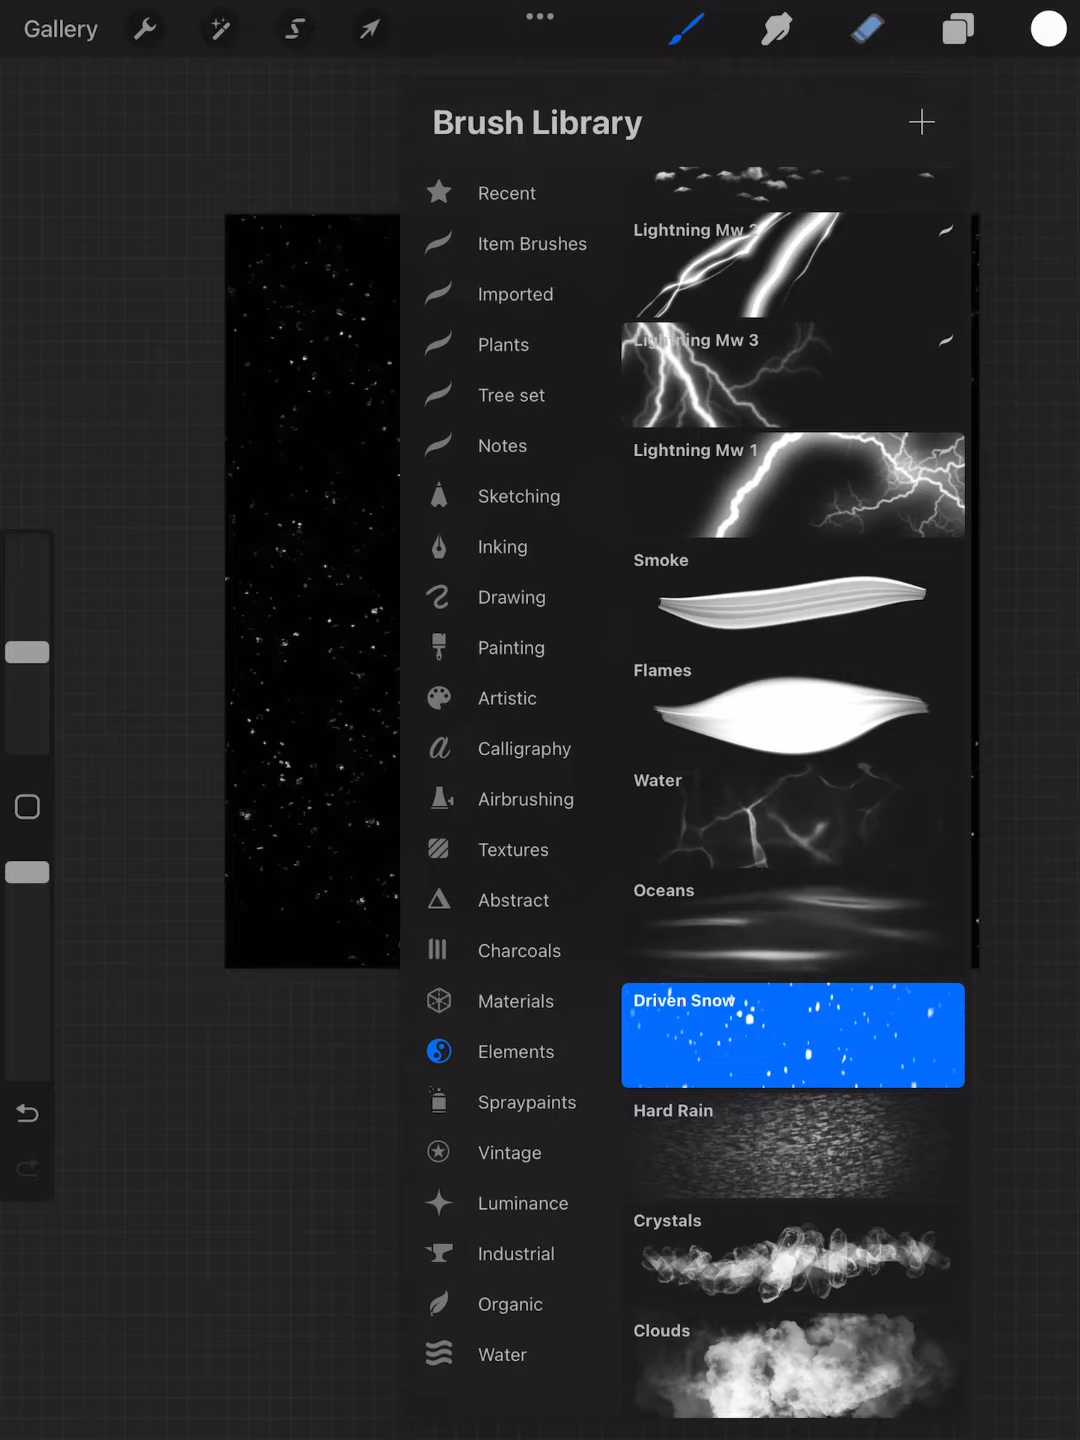 Gallery
Brush Library
Recent
Item Brushes
Imported
Plants
Tree set
Notes
Sketching
Inking
Drawing
Painting
Artistic
Calligraphy
Airbrushing
Textures
Abstract
Charcoals
Materials
Elements
Spraypaints
Vintage
Luminance
Industrial
Organic
Water
Lightning Mw 2
Lightning Mw 3
Lightning Mw 1
Smoke
Flames
Water
Oceans
Driven Snow
Hard Rain
Crystals
Clouds